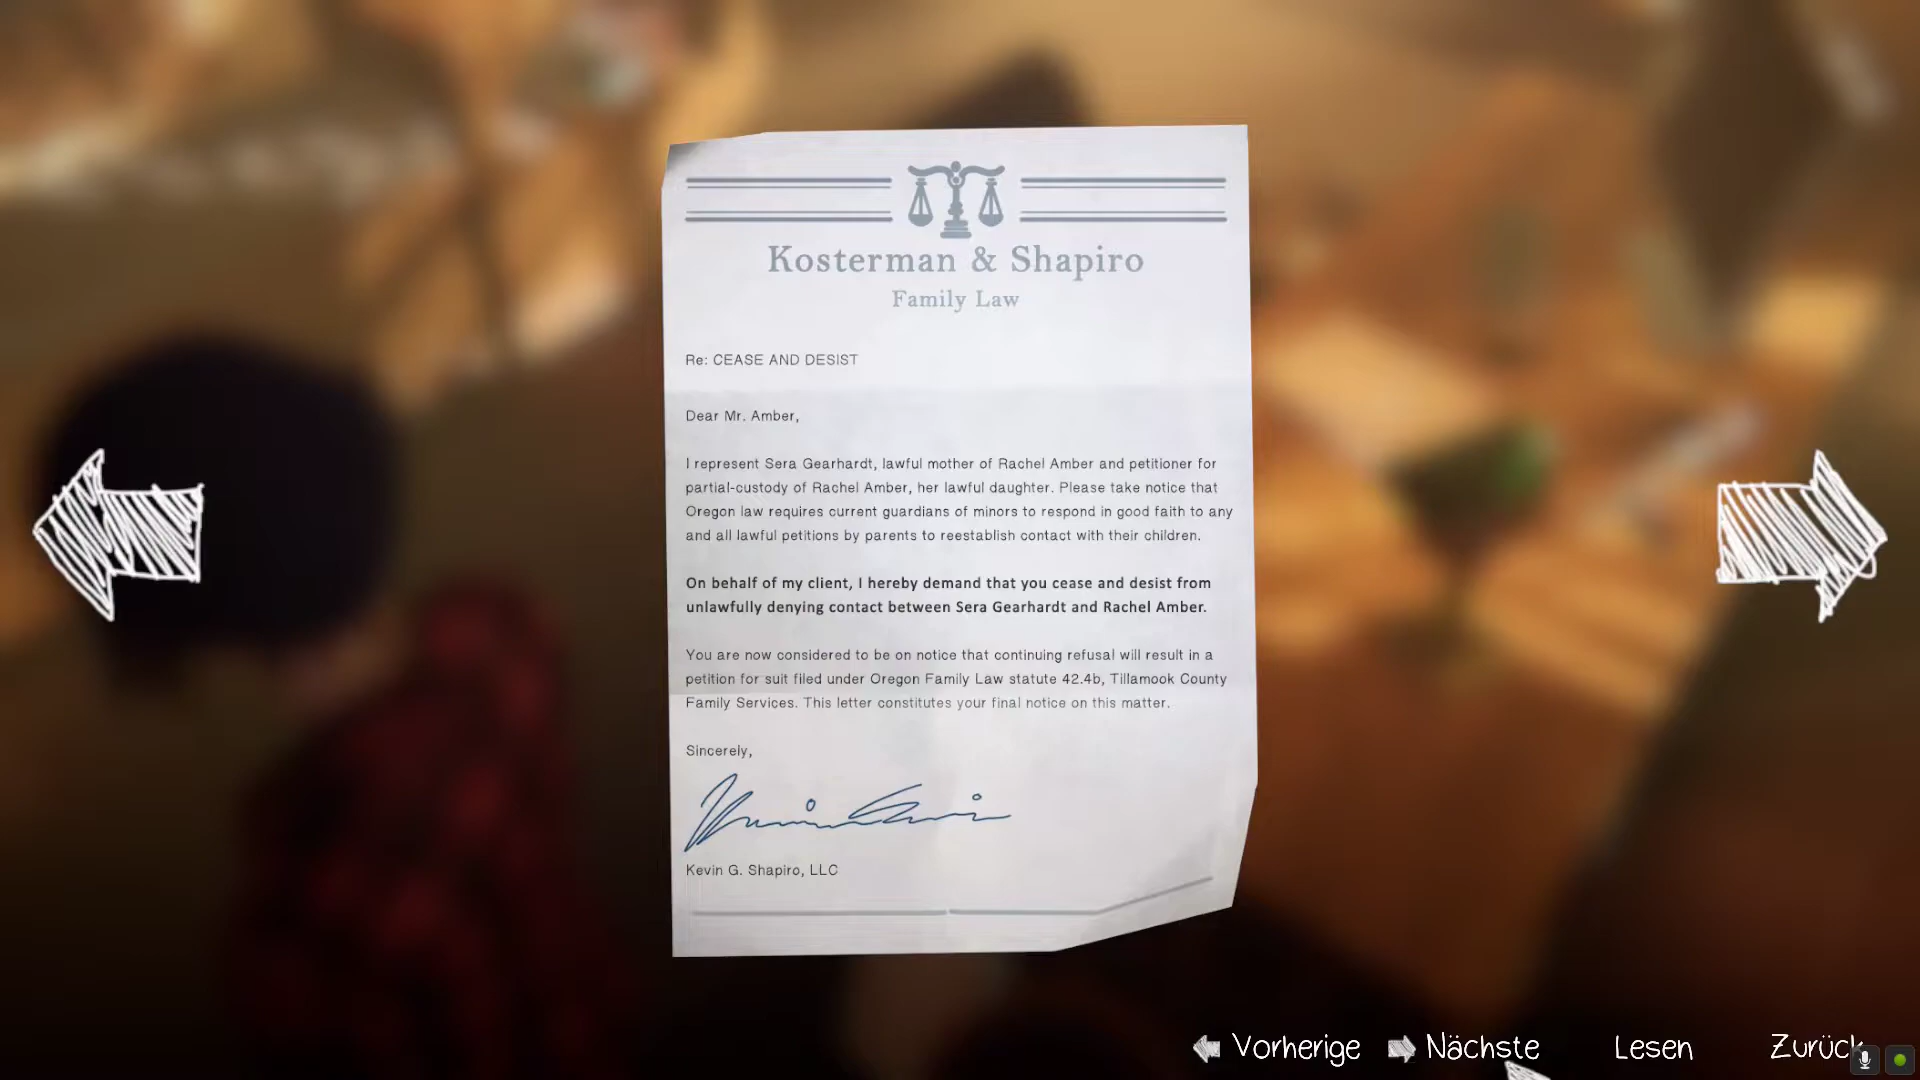 Kosterman & Shapiro
Family Law
Re: CEASE AND DESIST
Dear Mr. Amber,
I represent Sera Gearhardt, lawful mother of Rachel Amber and petitioner for
partial-custody of Rachel Amber, her lawful daughter. Please take notice that
Oregon law requires current guardians of minors to respond in good faith to any
and all lawful petitions by parents to reestablish contact with their children.
On behalf of my client, I hereby demand that you cease and desist from
unlawfully denying contact between Sera Gearhardt and Rachel Amber.
You are now considered to be on notice that continuing refusal will result in a
petition for suit filed under Oregon Family Law statute 42.4b, Tillamook County
Family Services. This letter constitutes your final notice on this matter.
Sincerely,
Kevin G. Shapiro, LLC
Vorherige Nächste Lesen Zurück